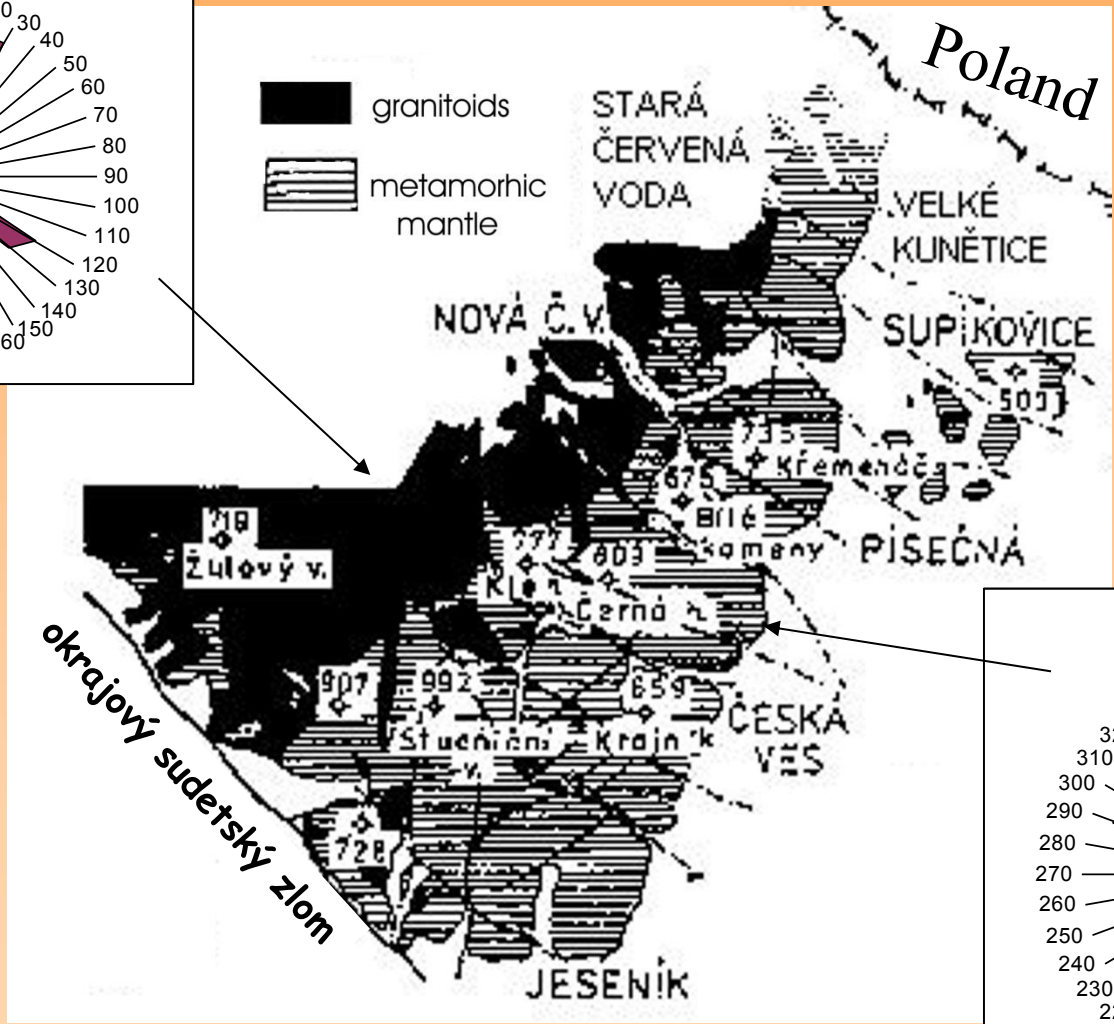 30
40
50
60
70
80
90
100
110
120
130
140
150
60
granitoids
metamorhic
mantle
Poland
STARÁ
ČERVENÁ
VODA
VELKÉ
KUNĚTICE
NOVÁ Č.V.
SUPÍKOVICE
735
Křemenáč
675
Bílé
kameny
PÍSEČNÁ
719
Žulový v.
777
Klen
803
Černá h.
okrajový sudetský zlom
907
992
Studniční
v.
659
Krajník
ČESKÁ
VES
728
JESENÍK
310
300
290
280
270
260
250
240
230